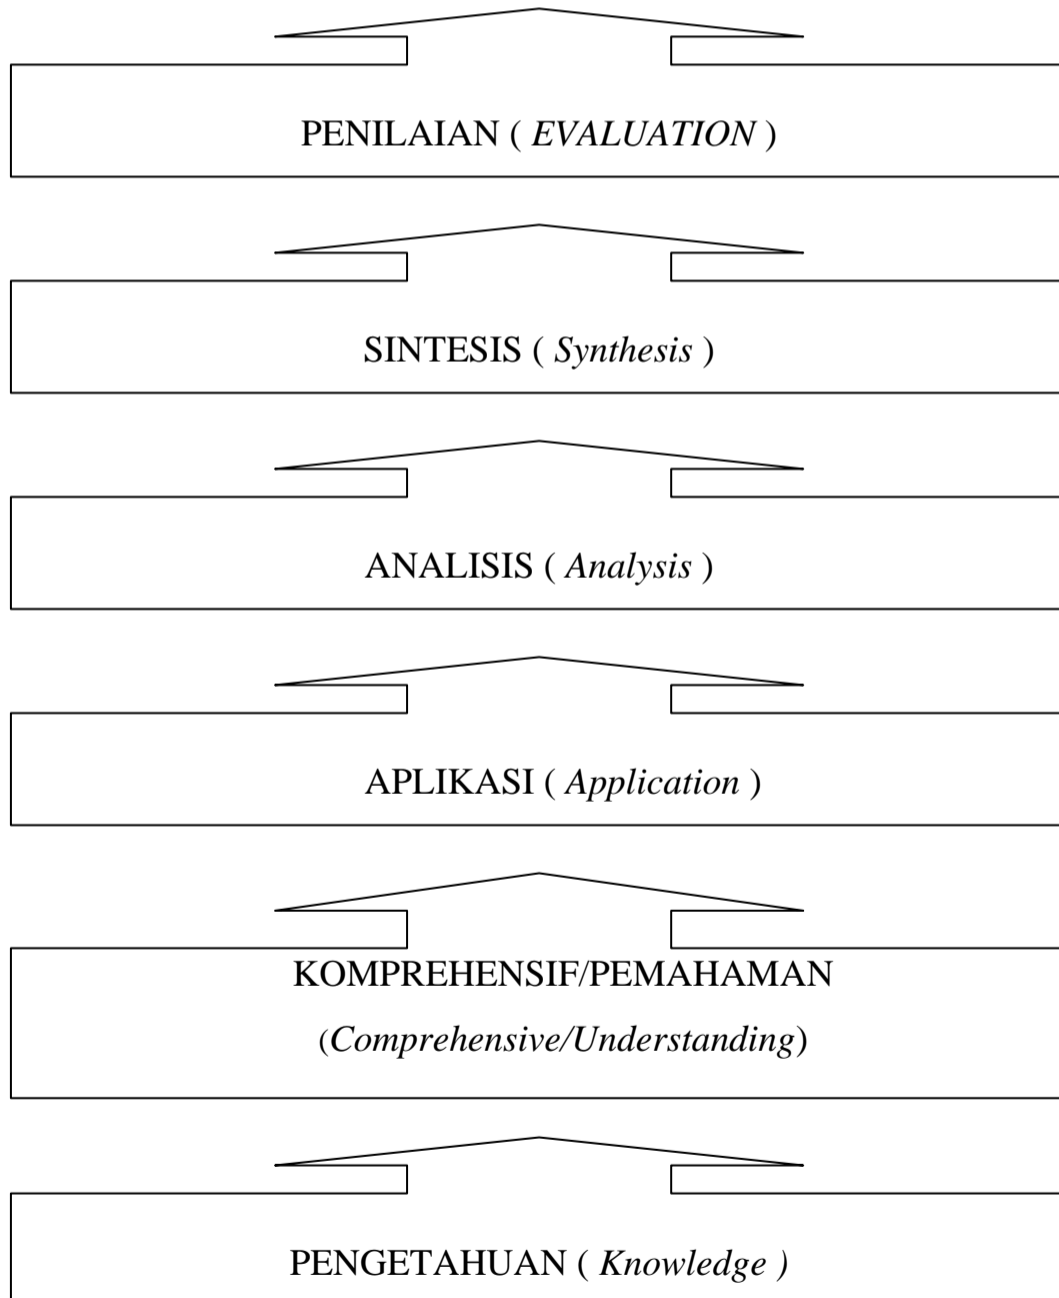 PENILAIAN ( EVALUATION )
SINTESIS ( Synthesis )
ANALISIS ( Analysis )
APLIKASI ( Application )
KOMPREHENSIF/PEMAHAMAN
(Comprehensive/Understanding)
PENGETAHUAN ( Knowledge )